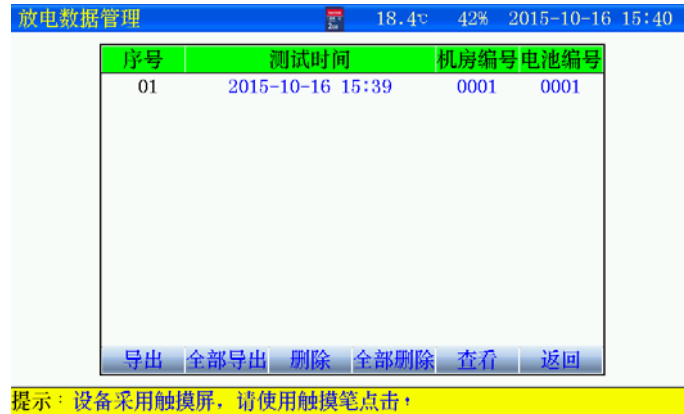 放电数据管理 18.4℃ 42% 2015-10-16 15:40
序号 测试时间 机房编号 电池编号
01 2015-10-16 15:39 0001 0001
导出 全部导出 删除 全部删除 查看 返回
提示：设备采用触摸屏，请使用触摸笔点击！